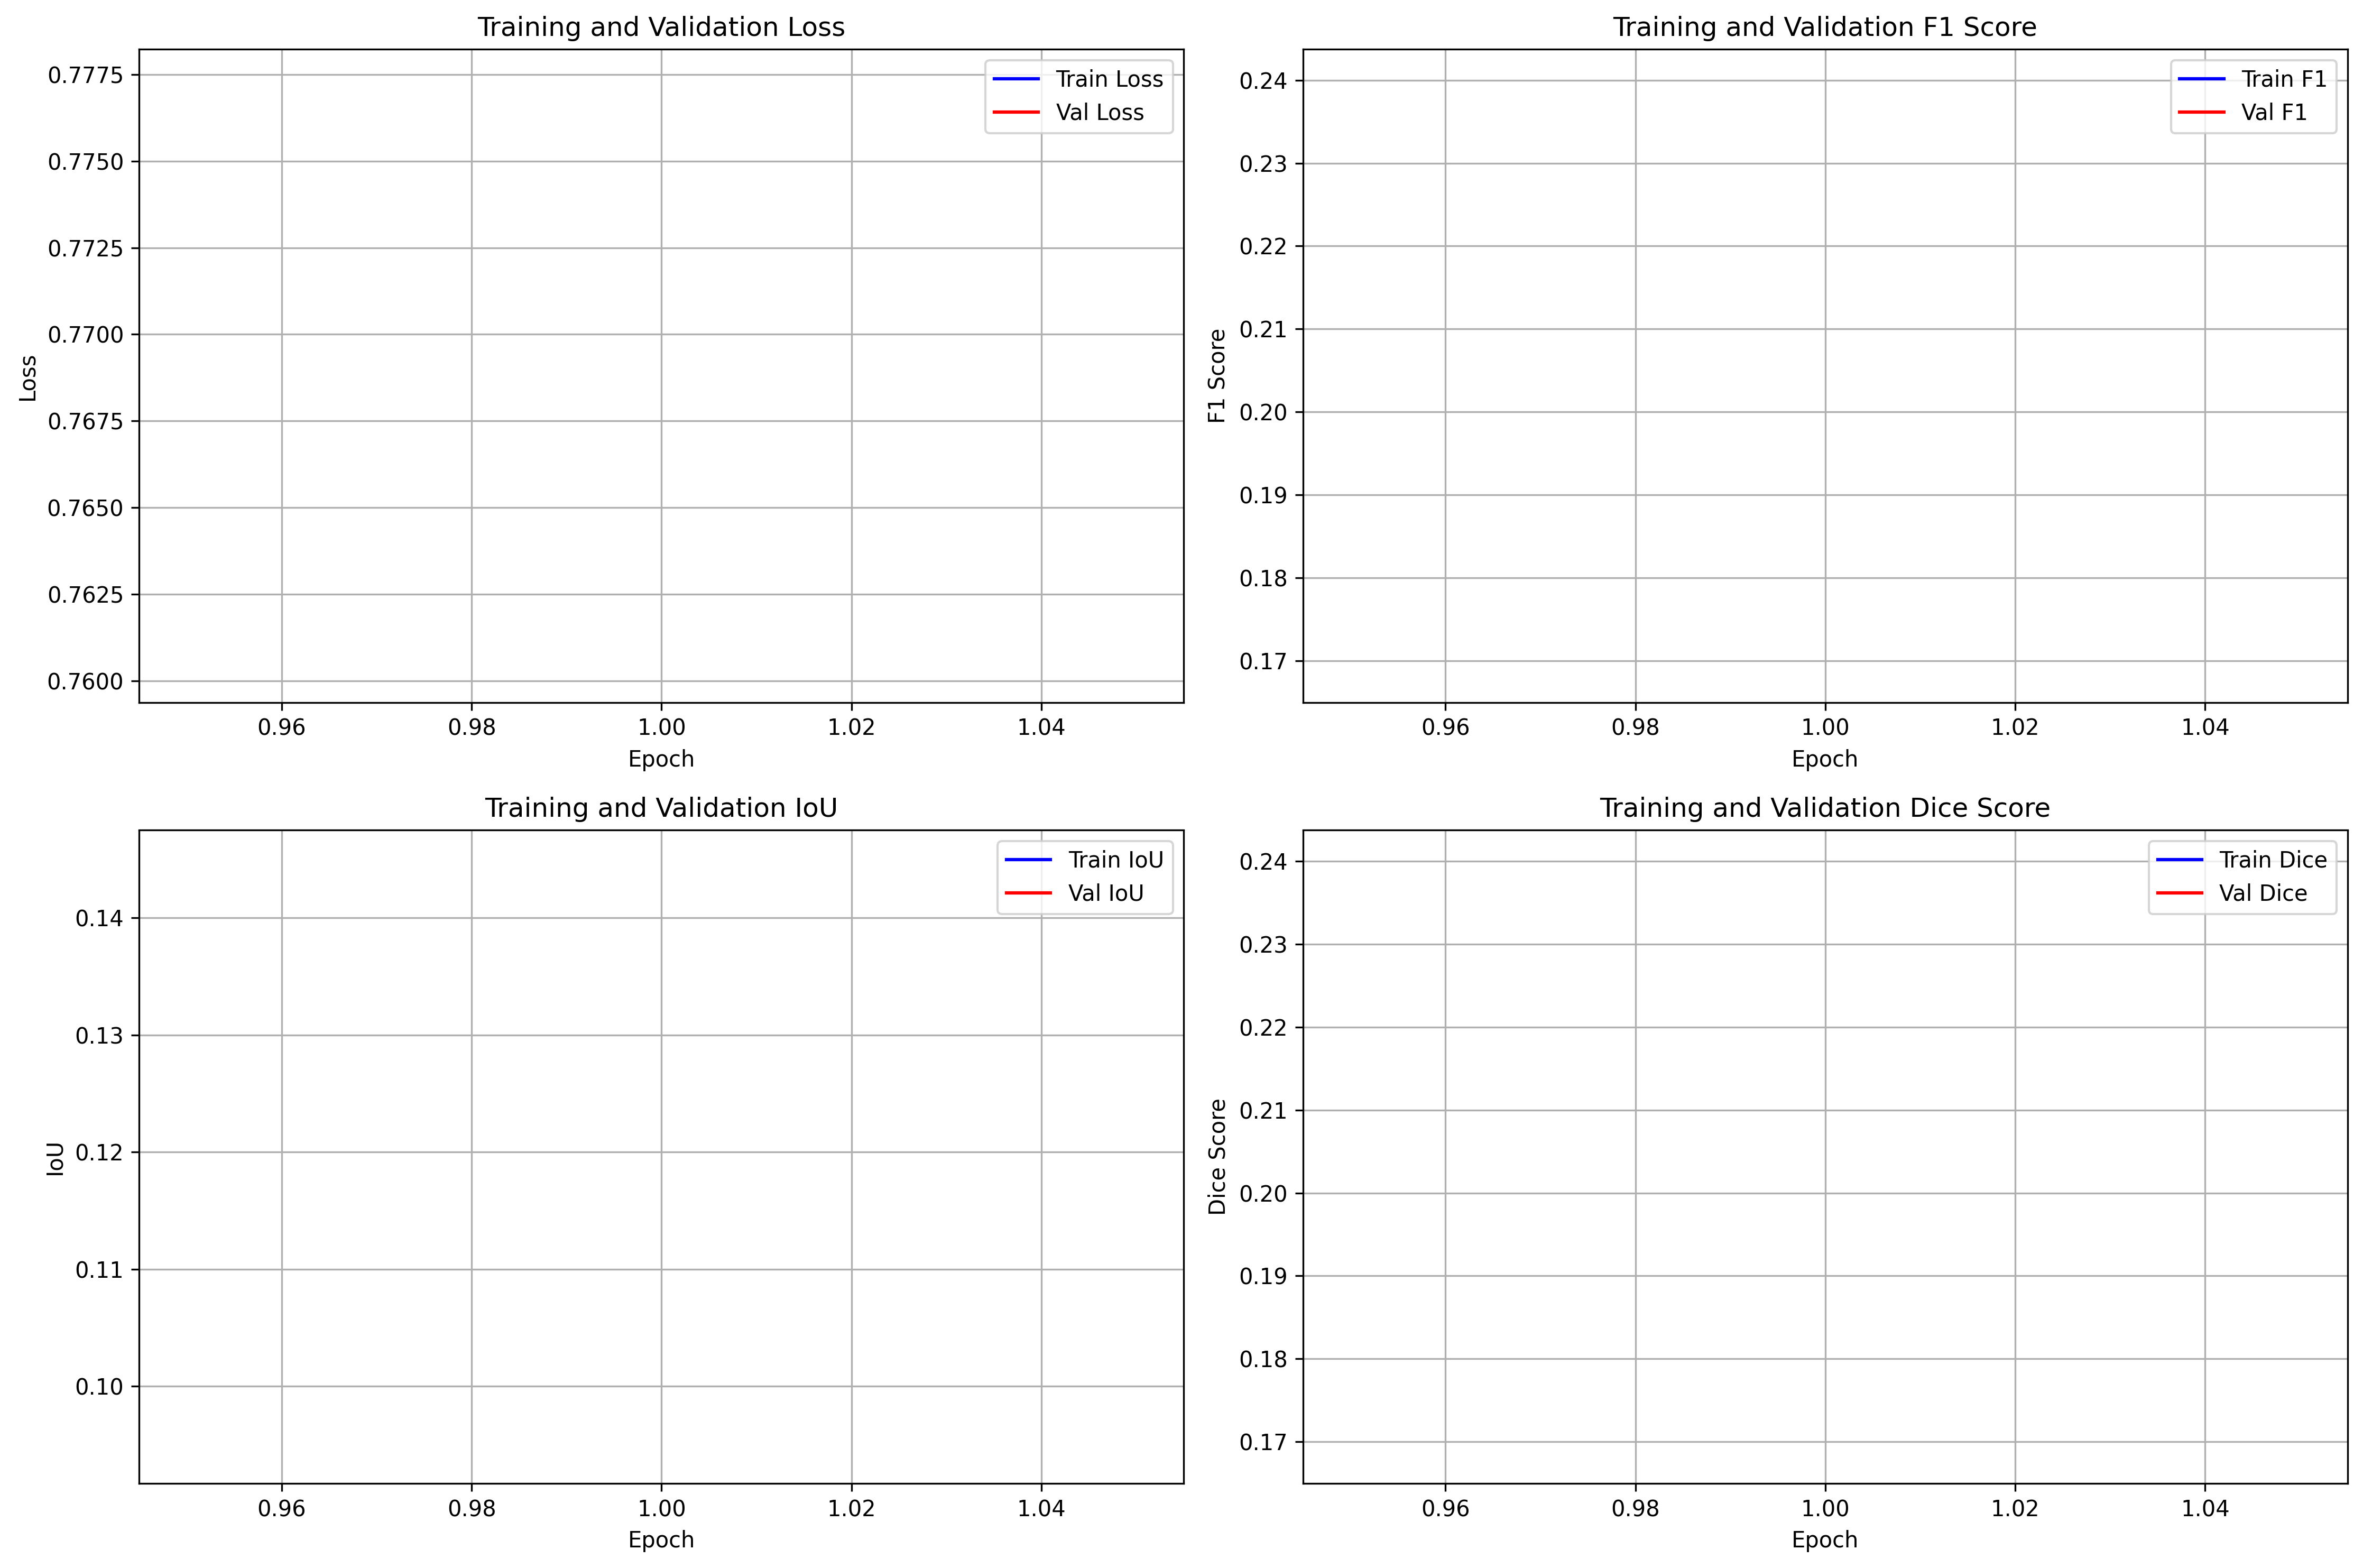 Training and Validation Loss
0.7775
0.7750
0.7725
0.7700
0.7675
0.7650
0.7625
0.7600
Loss
Train Loss
Val Loss
0.96 0.98 1.00 1.02 1.04
Epoch
Training and Validation F1 Score
0.24
0.23
0.22
0.21
0.20
0.19
0.18
0.17
F1 Score
Train F1
Val F1
0.96 0.98 1.00 1.02 1.04
Epoch
Training and Validation IoU
0.14
0.13
0.12
0.11
0.10
IoU
Train IoU
Val IoU
0.96 0.98 1.00 1.02 1.04
Epoch
Training and Validation Dice Score
0.24
0.23
0.22
0.21
0.20
0.19
0.18
0.17
Dice Score
Train Dice
Val Dice
0.96 0.98 1.00 1.02 1.04
Epoch